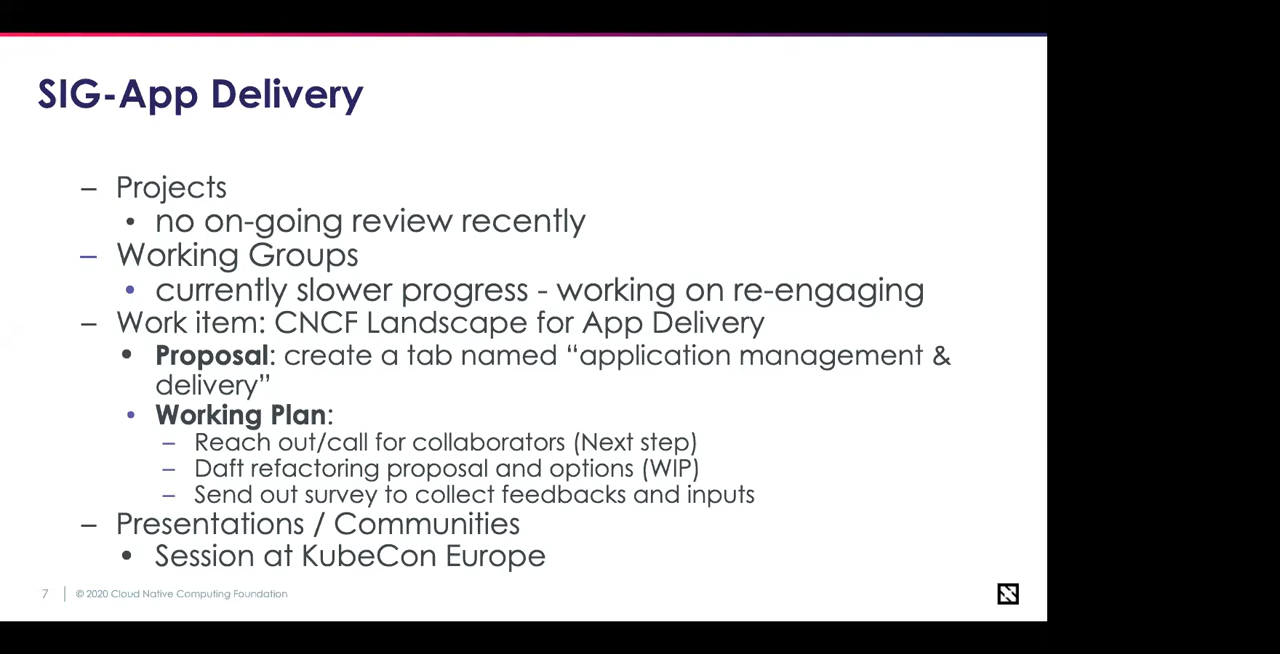 SIG-App Delivery
– Projects
• no on-going review recently
– Working Groups
• currently slower progress - working on re-engaging
– Work item: CNCF Landscape for App Delivery
• Proposal: create a tab named “application management &
delivery”
• Working Plan:
– Reach out/call for collaborators (Next step)
– Daft refactoring proposal and options (WIP)
– Send out survey to collect feedbacks and inputs
– Presentations / Communities
• Session at KubeCon Europe
7 | © 2020 Cloud Native Computing Foundation